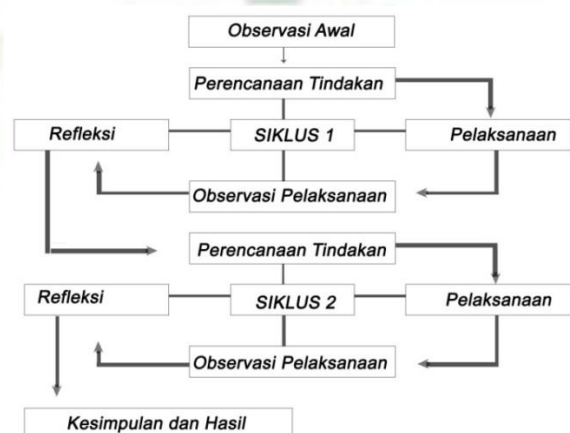 Observasi Awal
Perencanaan Tindakan
Refleksi
SIKLUS 1
Pelaksanaan
Observasi Pelaksanaan
Perencanaan Tindakan
Refleksi
SIKLUS 2
Pelaksanaan
Observasi Pelaksanaan
Kesimpulan dan Hasil